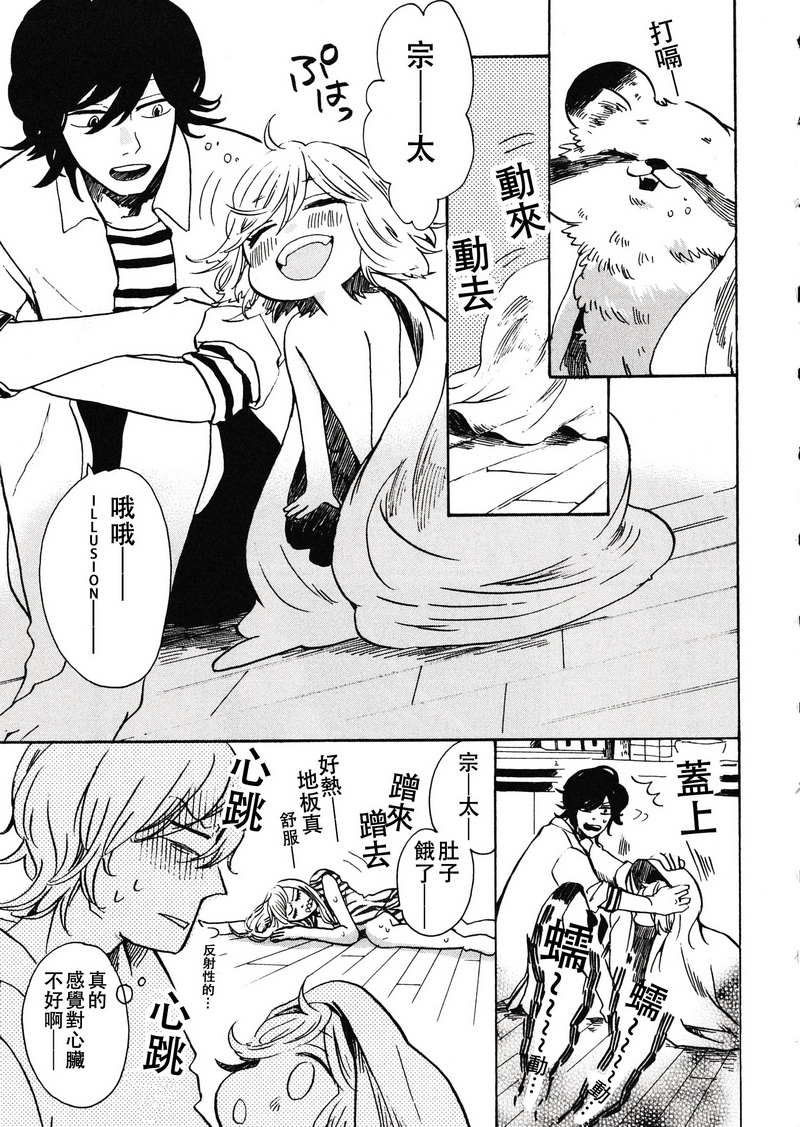 打嗝——
動來
動去
宗——太
ぷはっ
哦哦——
ILLUSION——
蓋上
蠕~~~~動…
蠕~~~~動…
宗——
太——
肚子
餓了——
蹭來
蹭去
好熱——
地板真
舒服——
反射性的…
心跳
心跳
真的
感覺對心臟
不好啊——